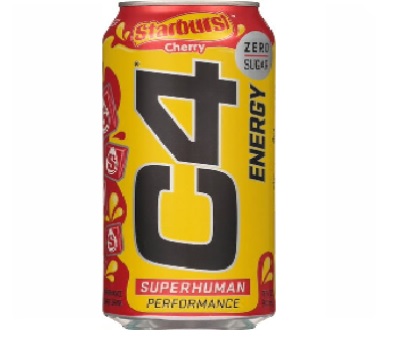 Starburst
Cherry
ZERO
SUGAR
C4
ENERGY
SUPERHUMAN
PERFORMANCE